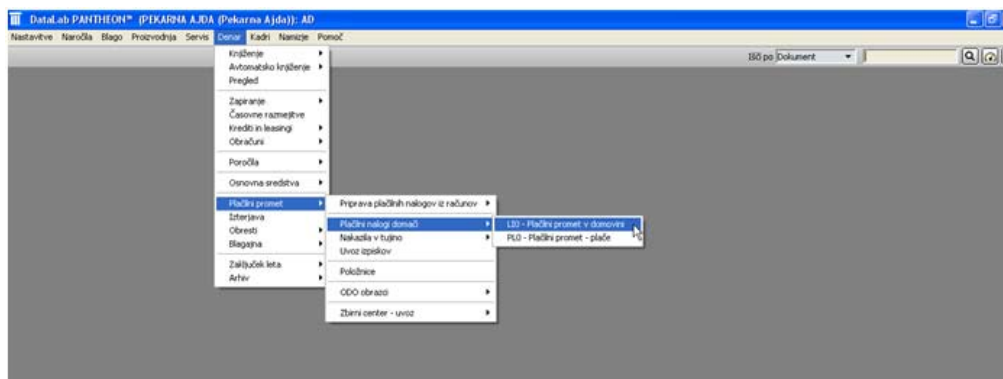 DataLab PANTHEON™ (PEKARNA AJDA (Pekarna Ajda)): AD
Nastavitve Naročila Blago Proizvodnja Servis Denar Kadri Namizje Pomoč
Išči po Dokument
Knjiženje
Avtomatsko knjiženje
Pregled
Zapiranje
Časovne razmejitve
Krediti in leasingi
Obračuni
Poročila
Osnovna sredstva
Plačilni promet
Izterjava
Obresti
Blagajna
Zaključek leta
Arhiv
Priprava plačilnih nalogov iz računov
Plačilni nalogi domači
Nakazila v tujino
Uvoz izpiskov
Položnice
ODO obrazci
Zbirni center - uvoz
Plačilni promet v domovini
Plačilni promet - plače